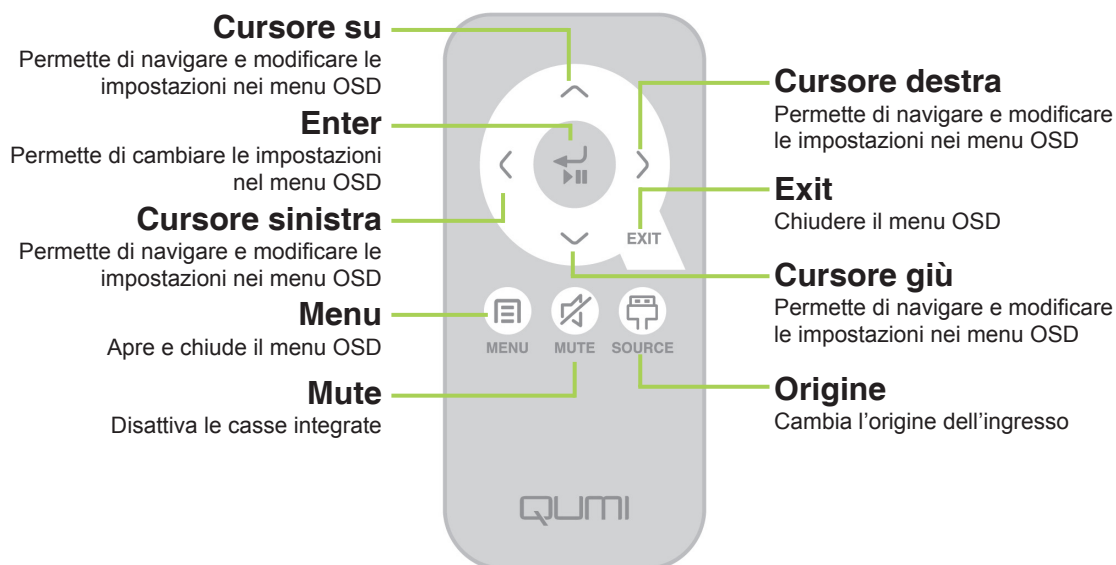 Cursore su
Permette di navigare e modificare le
impostazioni nei menu OSD
Enter
Permette di cambiare le impostazioni
nel menu OSD
Cursore sinistra
Permette di navigare e modificare le
impostazioni nei menu OSD
Menu
Apre e chiude il menu OSD
Mute
Disattiva le casse integrate
Cursore destra
Permette di navigare e modificare
le impostazioni nei menu OSD
Exit
Chiudere il menu OSD
Cursore giù
Permette di navigare e modificare
le impostazioni nei menu OSD
Origine
Cambia l'origine dell'ingresso
EXIT
MENU MUTE SOURCE
QUMI